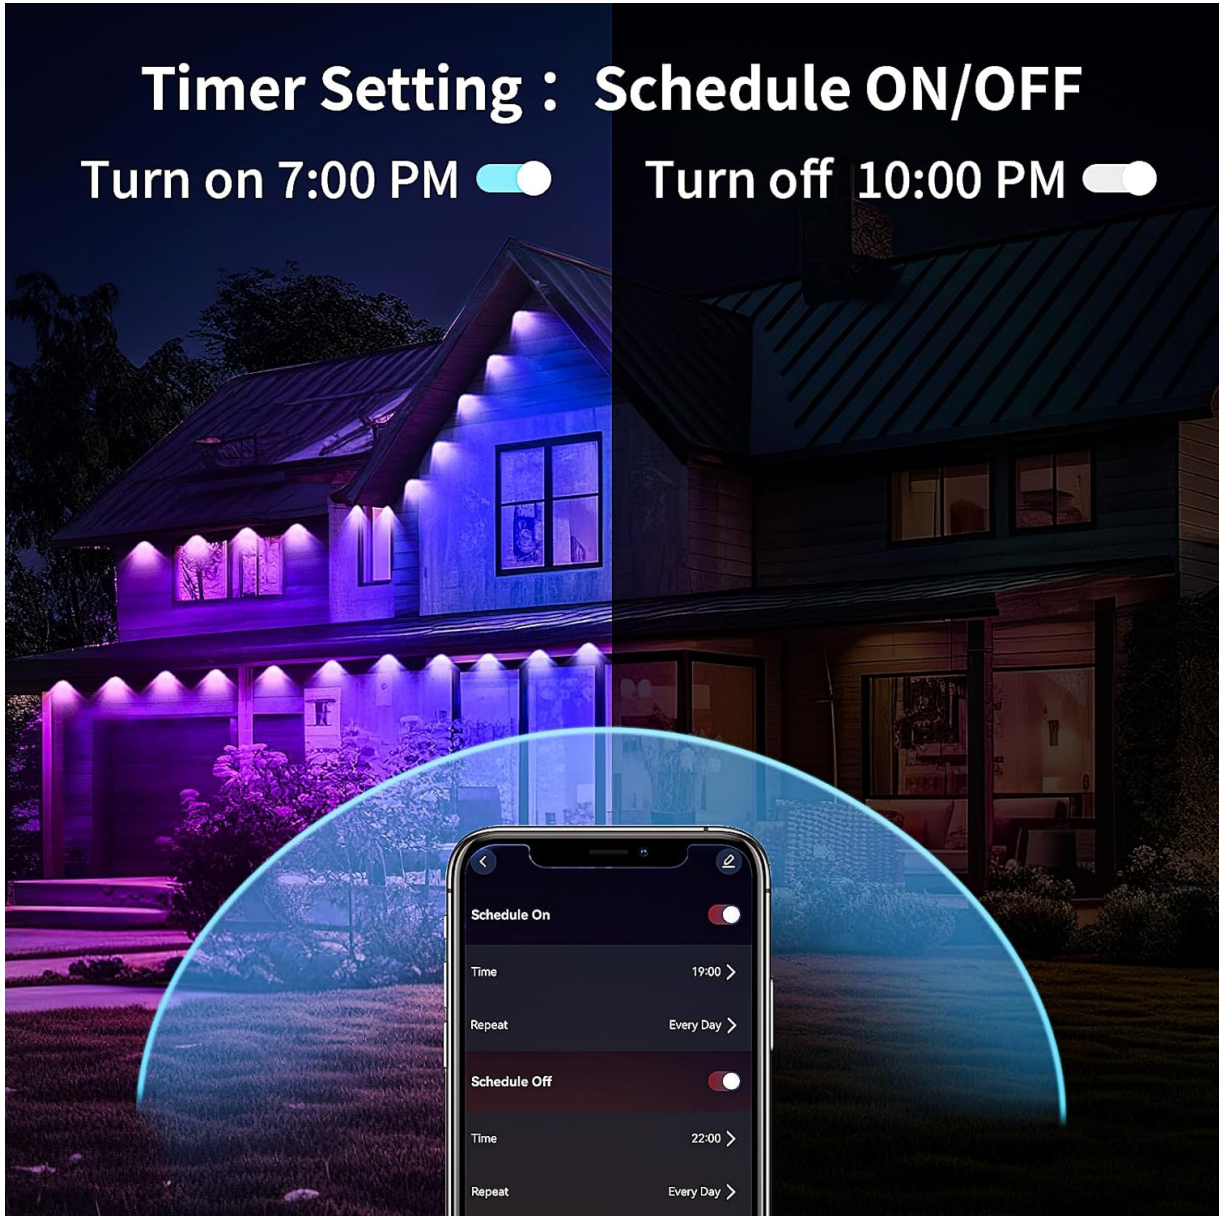 Timer Setting： Schedule ON/OFF
Turn on 7:00 PM
Turn off 10:00 PM
Schedule On
Time 19:00
Repeat Every Day
Schedule Off
Time 22:00
Repeat Every Day